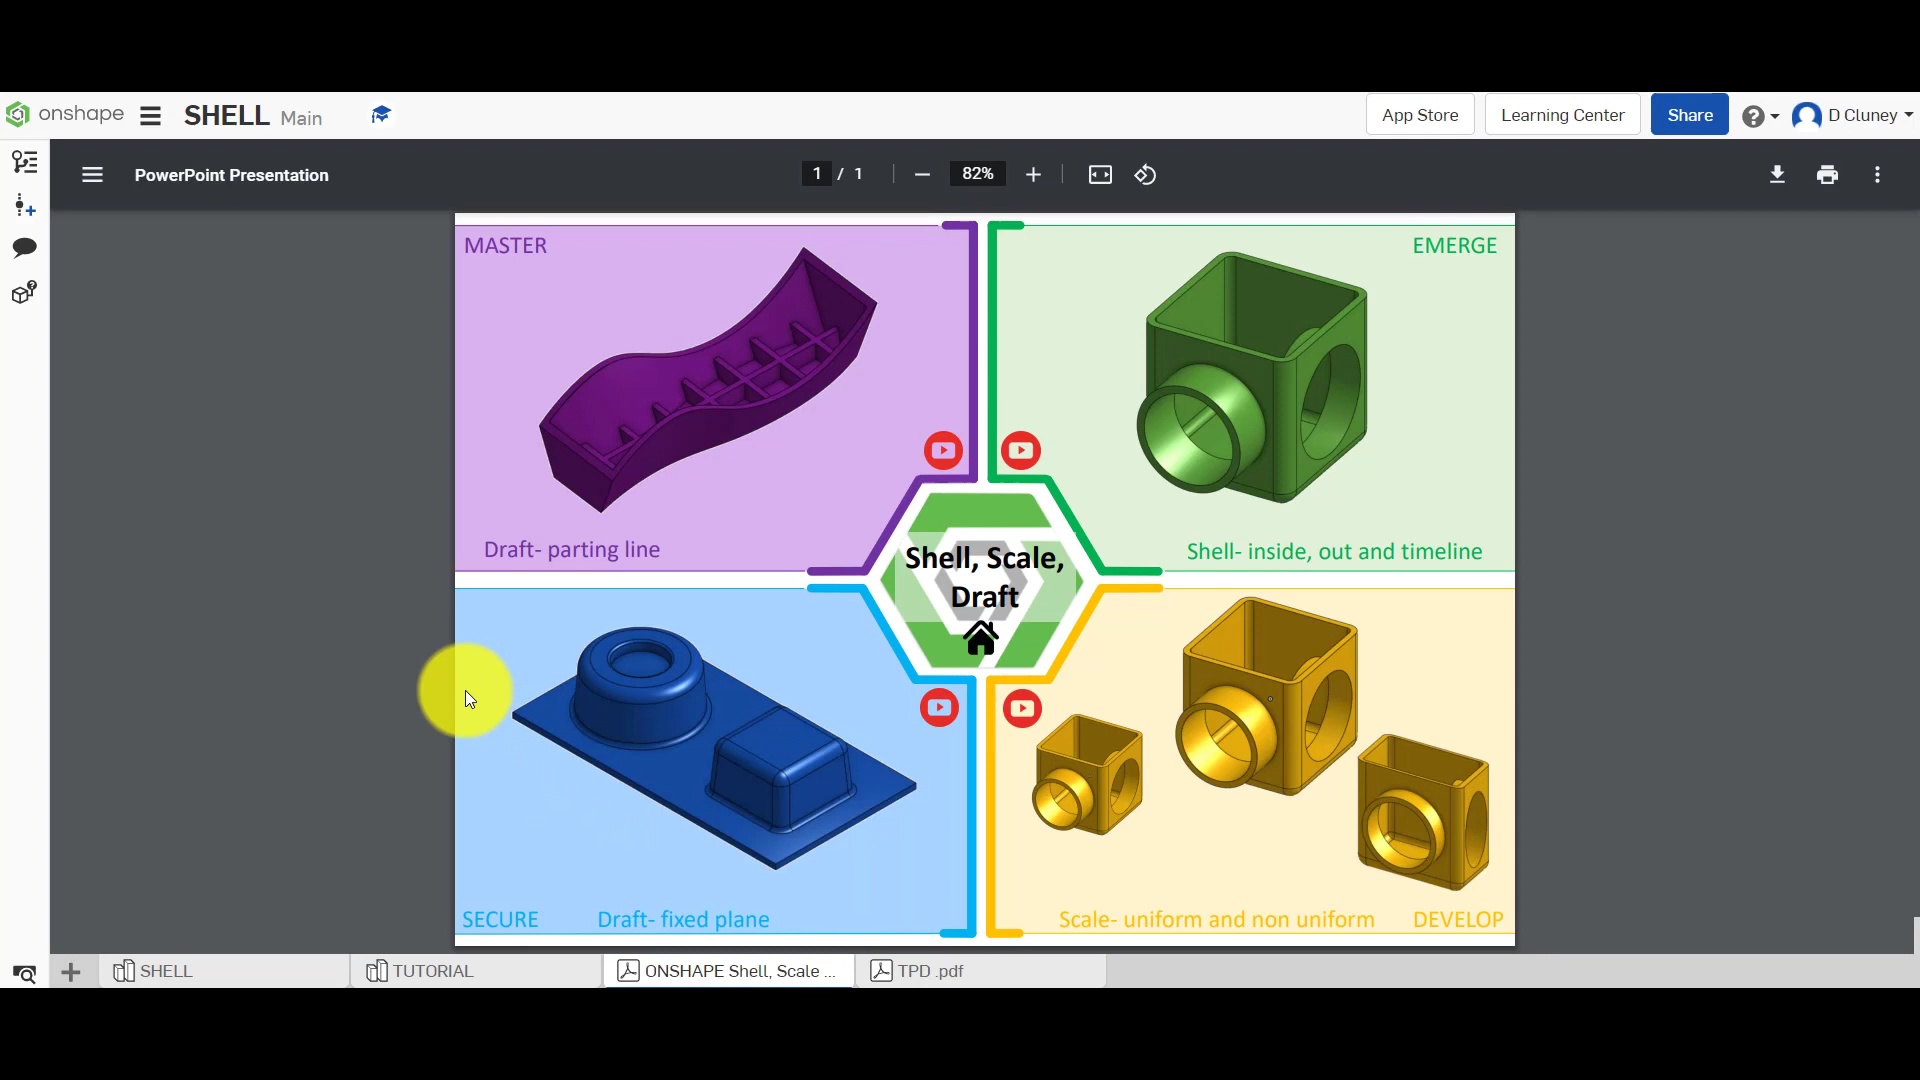 onshape
SHELL Main
App Store
Learning Center
Share
?
D Cluney
PowerPoint Presentation
1 / 1
82%
MASTER
EMERGE
Draft- parting line
Shell- inside, out and timeline
Shell, Scale,
Draft
SECURE
Draft- fixed plane
Scale- uniform and non uniform
DEVELOP
SHELL
TUTORIAL
ONSHAPE Shell, Scale ...
TPD .pdf